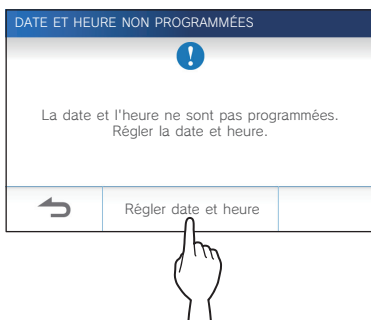 DATE ET HEURE NON PROGRAMMÉES
La date et l'heure ne sont pas programmées.
Régler la date et heure.
Régler date et heure